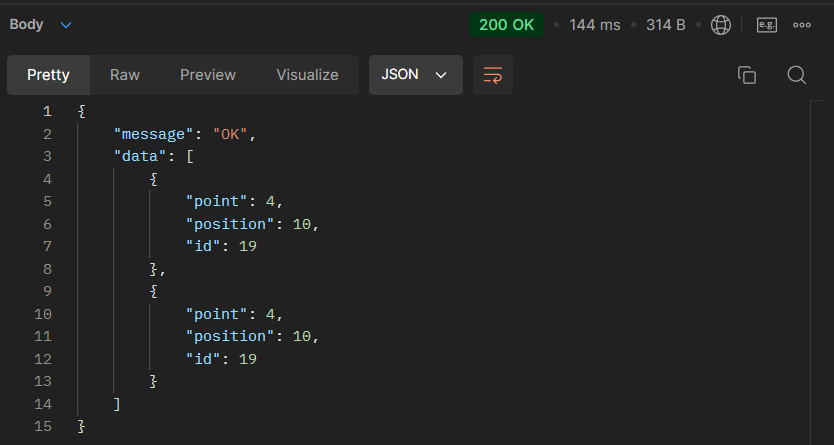 Body 200 OK 144 ms 314 B e.g.
Pretty Raw Preview Visualize JSON
1 {
2 "message": "OK",
3 "data": [
4 {
5 "point": 4,
6 "position": 10,
7 "id": 19
8 },
9 {
10 "point": 4,
11 "position": 10,
12 "id": 19
13 }
14 ]
15 }